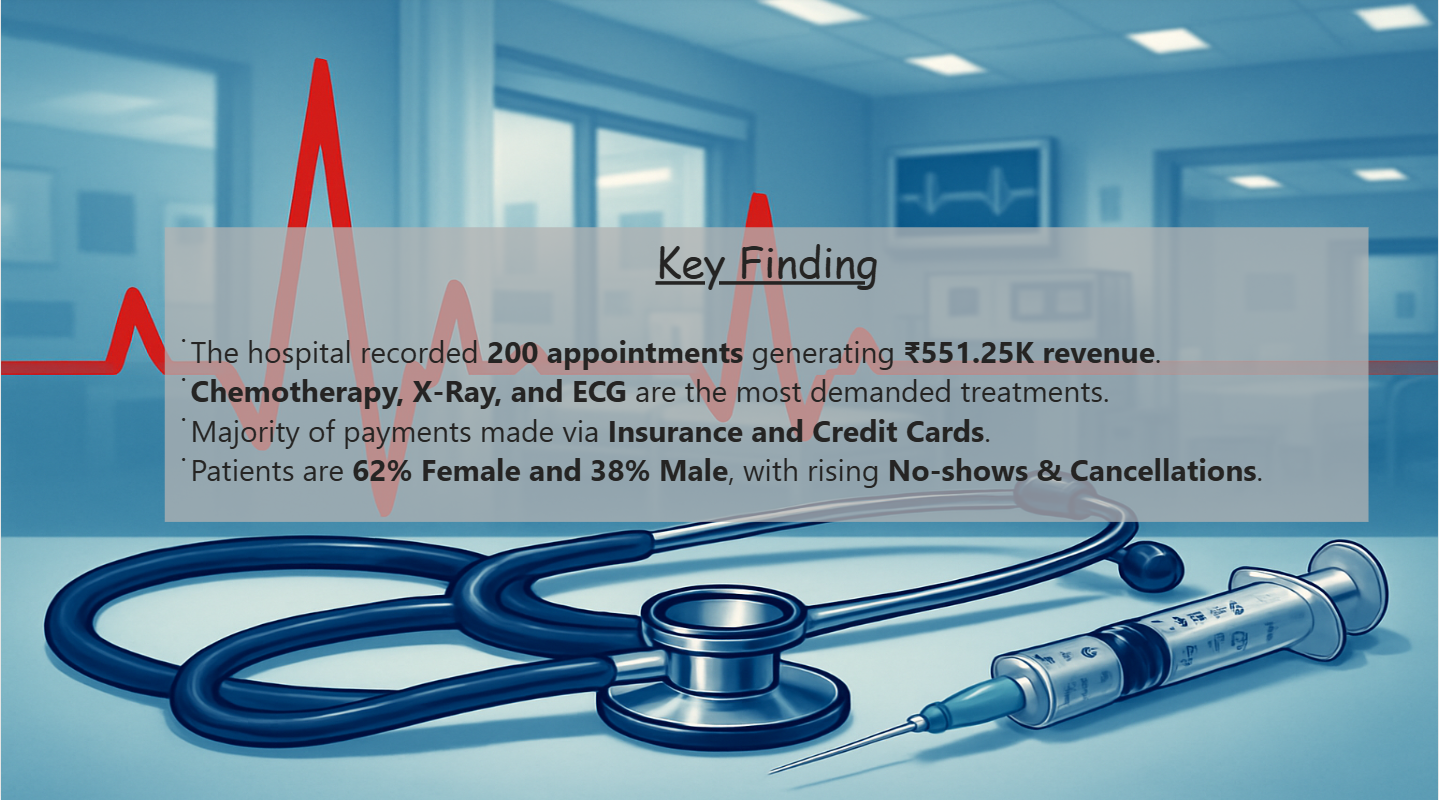 Key Finding
·The hospital recorded 200 appointments generating ₹551.25K revenue.
·Chemotherapy, X-Ray, and ECG are the most demanded treatments.
·Majority of payments made via Insurance and Credit Cards.
·Patients are 62% Female and 38% Male, with rising No-shows & Cancellations.